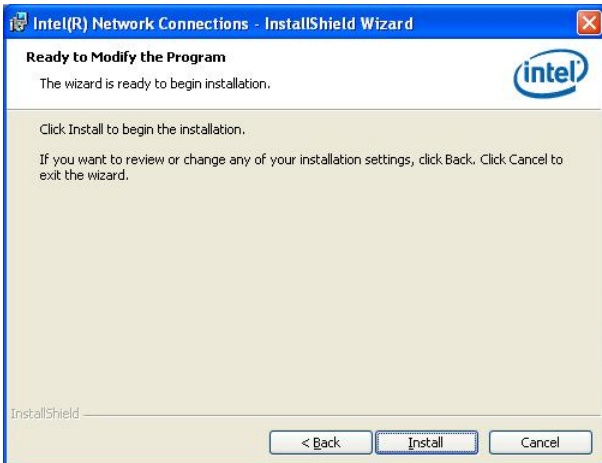 Intel(R) Network Connections - InstallShield Wizard
Ready to Modify the Program
The wizard is ready to begin installation.
intel
Click Install to begin the installation.
If you want to review or change any of your installation settings, click Back. Click Cancel to
exit the wizard.
InstallShield
< Back Install Cancel